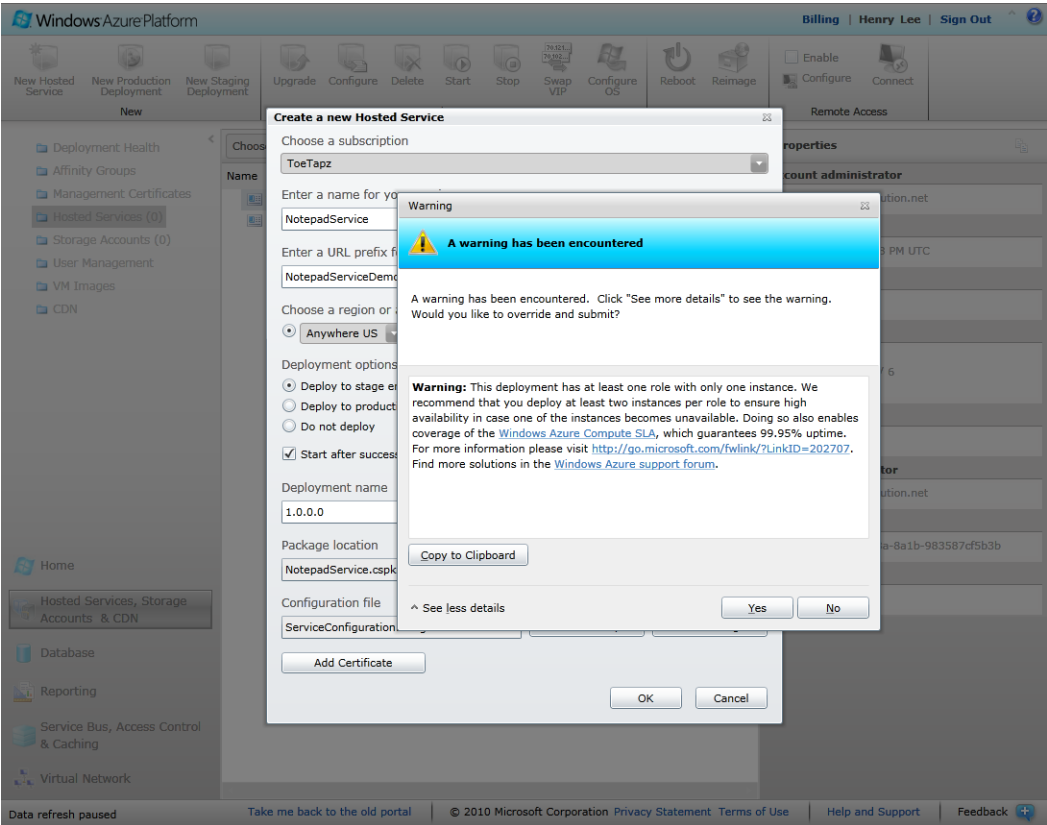 Windows Azure Platform
Billing | Henry Lee | Sign Out
New Hosted Service
New Production Deployment
New Staging Deployment
New
Upgrade
Configure
Delete
Start
Stop
Swap VIP
Configure OS
Reboot
Reimage
Enable
Configure
Connect
Remote Access
Deployment Health
Affinity Groups
Management Certificates
Hosted Services (0)
Storage Accounts (0)
User Management
VM Images
CDN
Home
Hosted Services, Storage
Accounts & CDN
Database
Reporting
Service Bus, Access Control
& Caching
Virtual Network
Choos
Name
Create a new Hosted Service
Choose a subscription
ToeTapz
Enter a name for yo
NotepadService
Enter a URL prefix f
NotepadServiceDemo
Choose a region or
Anywhere US
Deployment options
Deploy to stage e
Deploy to product
Do not deploy
Start after succes
Deployment name
1.0.0.0
Package location
NotepadService.cspk
Configuration file
ServiceConfiguration
Add Certificate
OK
Cancel
Warning
A warning has been encountered
A warning has been encountered. Click "See more details" to see the warning.
Would you like to override and submit?
Warning: This deployment has at least one role with only one instance. We
recommend that you deploy at least two instances per role to ensure high
availability in case one of the instances becomes unavailable. Doing so also enables
coverage of the Windows Azure Compute SLA, which guarantees 99.95% uptime.
For more information please visit http://go.microsoft.com/fwlink/?LinkID=202707.
Find more solutions in the Windows Azure support forum.
Copy to Clipboard
See less details
Yes
No
roperties
count administrator
ution.net
PM UTC
/ 6
tor
ution.net
a-8a1b-983587cf5b3b
Data refresh paused
Take me back to the old portal
© 2010 Microsoft Corporation Privacy Statement Terms of Use
Help and Support
Feedback